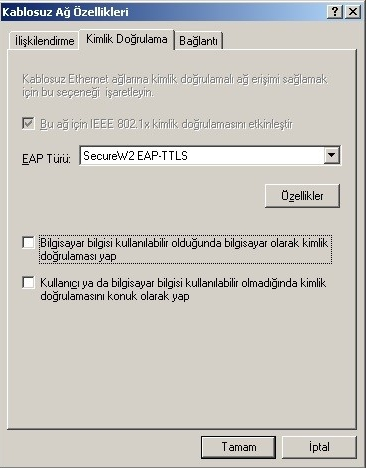 Kablosuz Ağ Özellikleri
İlişkilendirme Kimlik Doğrulama Bağlantı
Kablosuz Ethernet ağlarına kimlik doğrulamalı ağ erişimi sağlamak
için bu seçeneği işaretleyin.
Bu ağ için IEEE 802.1x kimlik doğrulamasını etkinleştir
EAP Türü: SecureW2 EAP-TTLS
Özellikler
Bilgisayar bilgisi kullanılabilir olduğunda bilgisayar olarak kimlik
doğrulaması yap
Kullanıcı ya da bilgisayar bilgisi kullanılabilir olmadığında kimlik
doğrulamasını konuk olarak yap
Tamam İptal